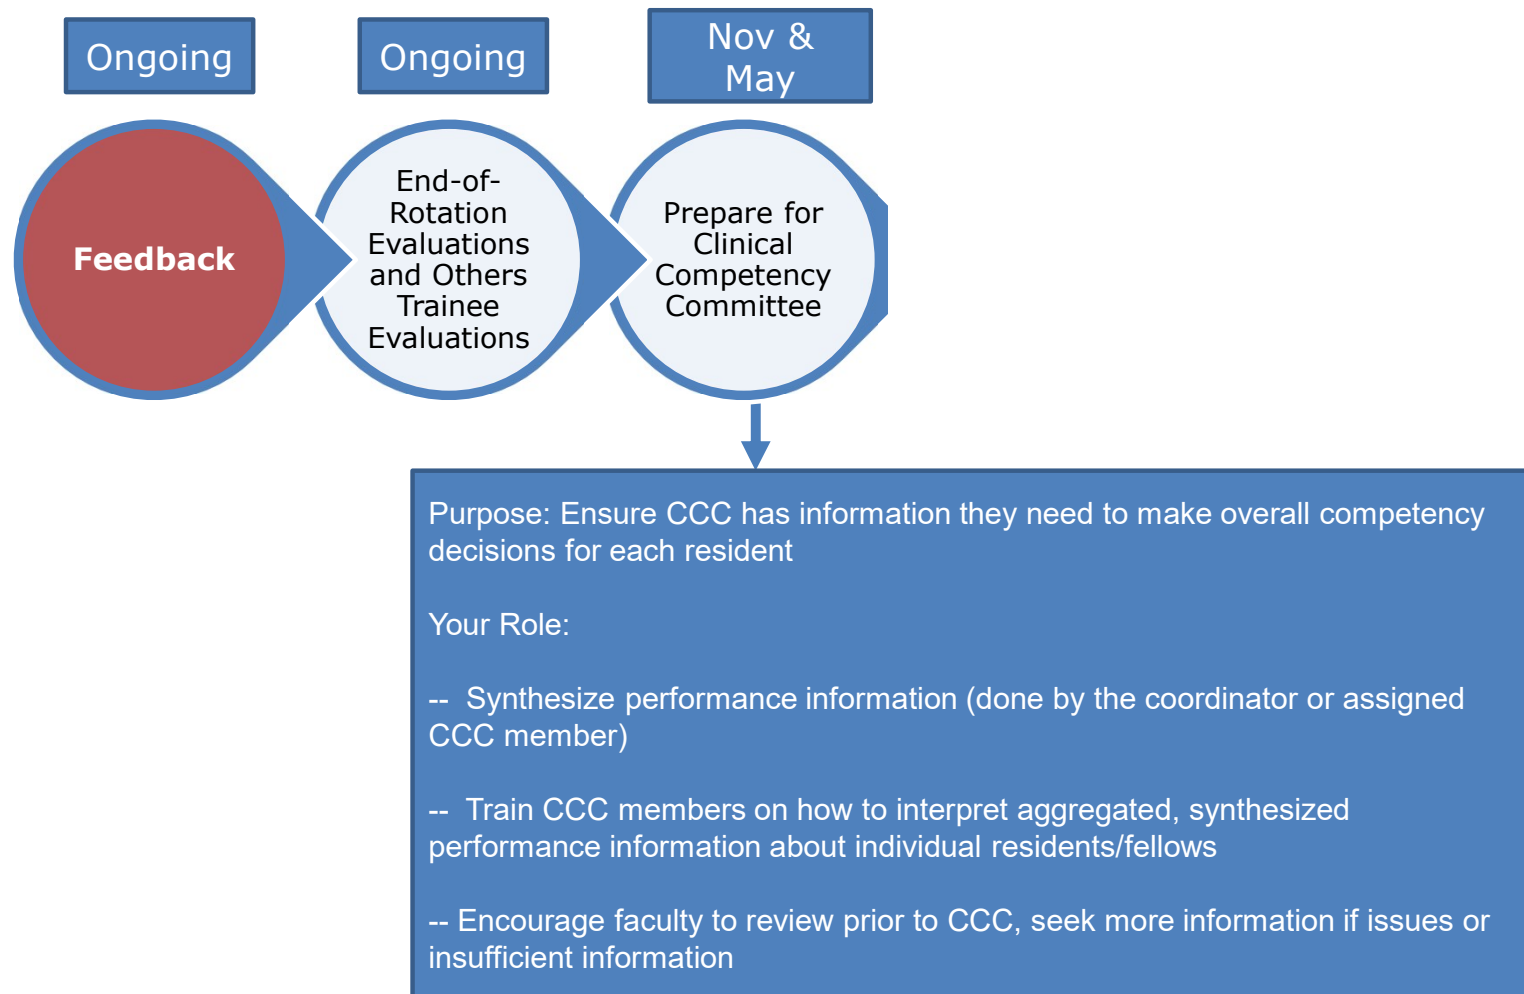 Ongoing
Ongoing
Nov &
May
Feedback
End-of-
Rotation
Evaluations
and Others
Trainee
Evaluations
Prepare for
Clinical
Competency
Committee
Purpose: Ensure CCC has information they need to make overall competency
decisions for each resident
Your Role:
--  Synthesize performance information (done by the coordinator or assigned
CCC member)
--  Train CCC members on how to interpret aggregated, synthesized
performance information about individual residents/fellows
-- Encourage faculty to review prior to CCC, seek more information if issues or
insufficient information